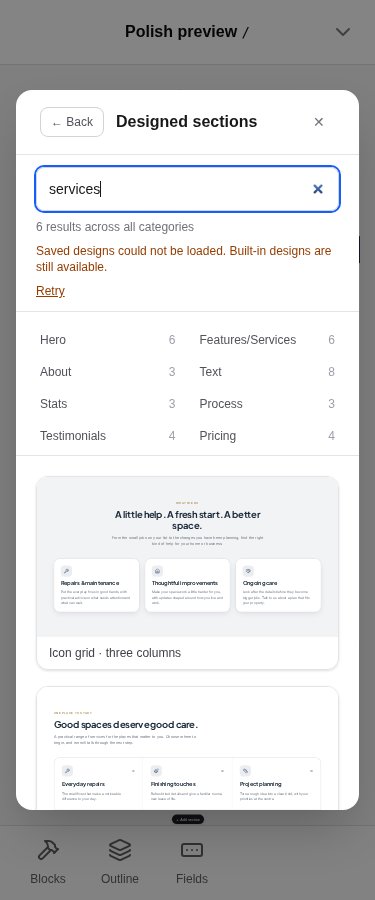 Polish preview /
← Back
Designed sections
services
6 results across all categories
Saved designs could not be loaded. Built-in designs are
still available.
Retry
Hero 6
Features/Services 6
About 3
Text 8
Stats 3
Process 3
Testimonials 4
Pricing 4
A little help. A fresh start. A better
space.
Repairs & maintenance
Thoughtful improvements
Ongoing care
Icon grid · three columns
Good spaces deserve good care.
Everyday repairs
Finishing touches
Project planning
+ Add section
Blocks
Outline
Fields